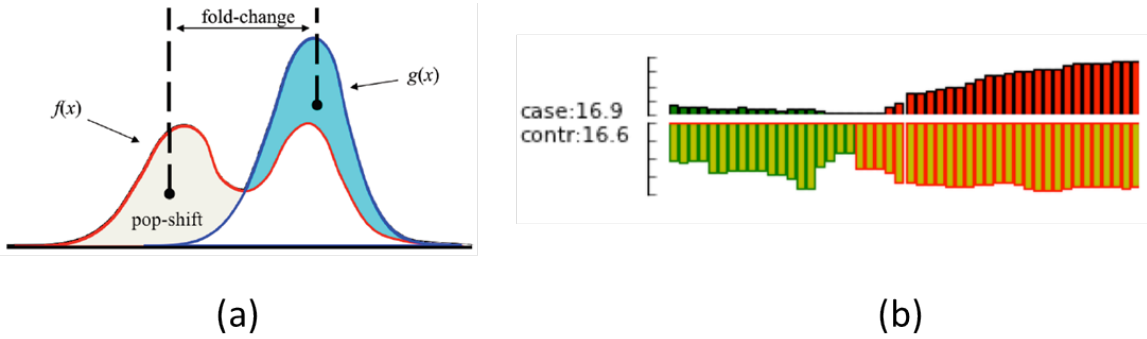 fold-change
f(x)
g(x)
pop-shift
(a)
case:16.9
contr:16.6
(b)